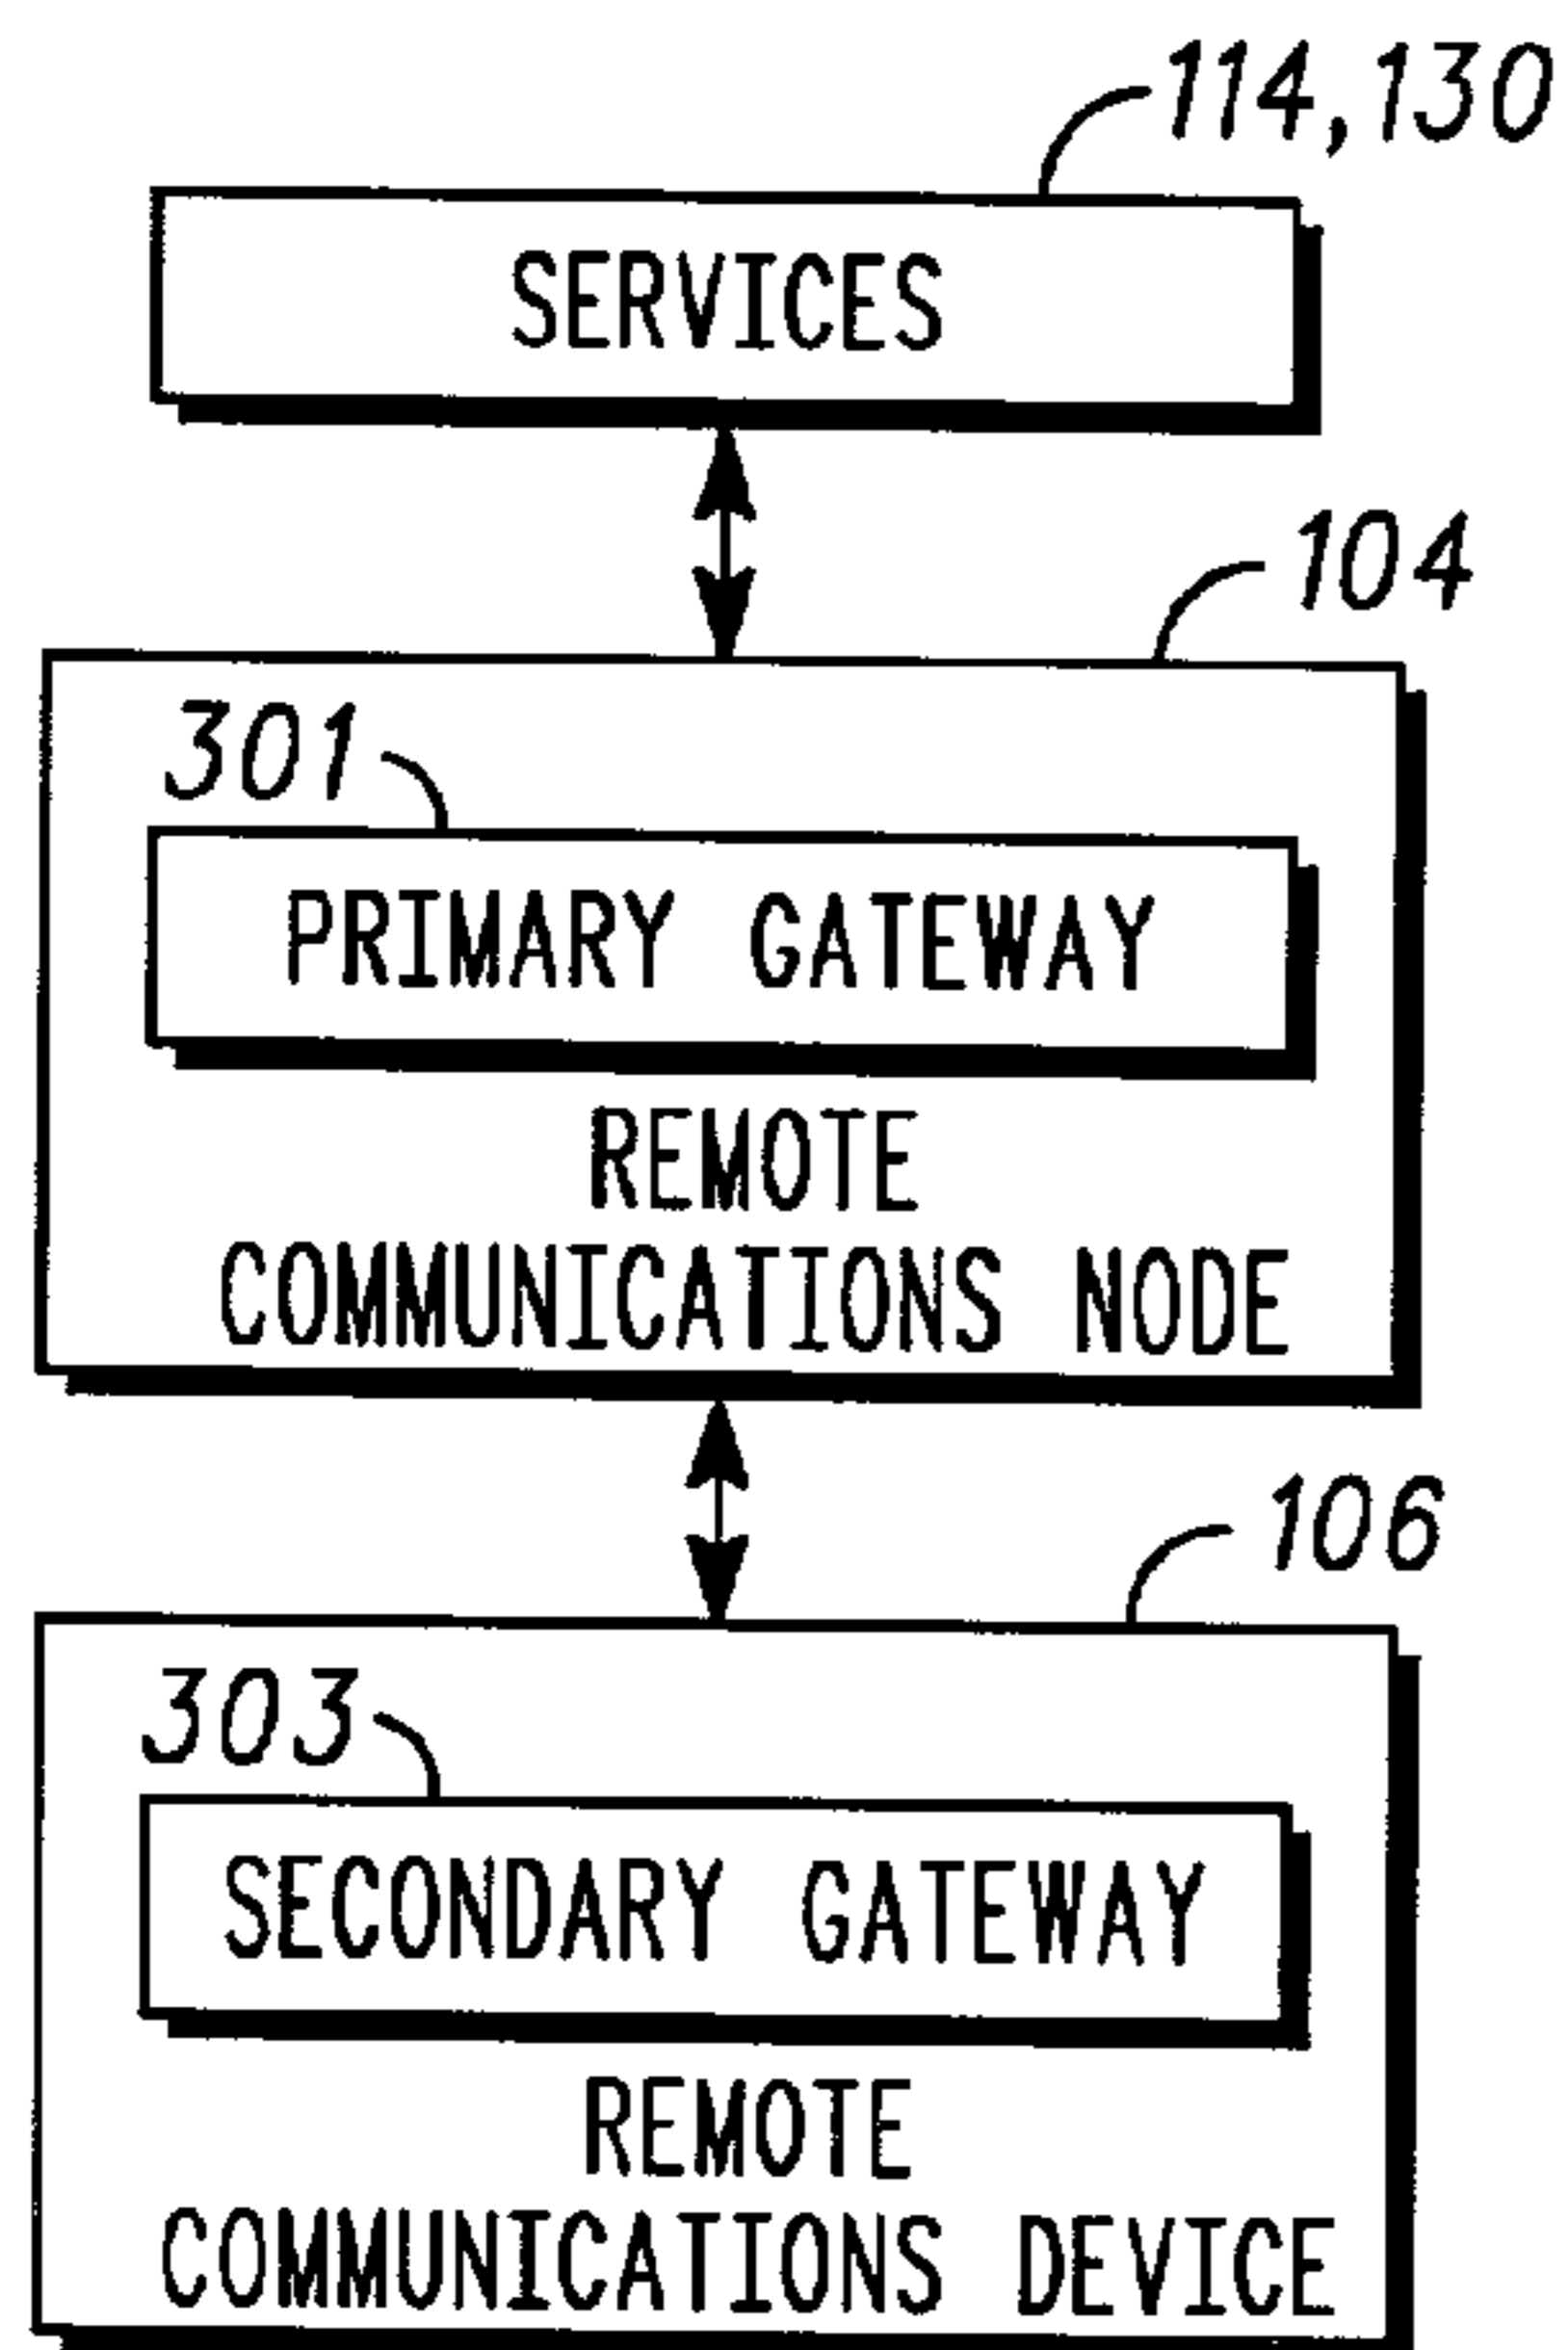 114,130
SERVICES
104
301
PRIMARY GATEWAY
REMOTE
COMMUNICATIONS NODE
106
303
SECONDARY GATEWAY
REMOTE
COMMUNICATIONS DEVICE